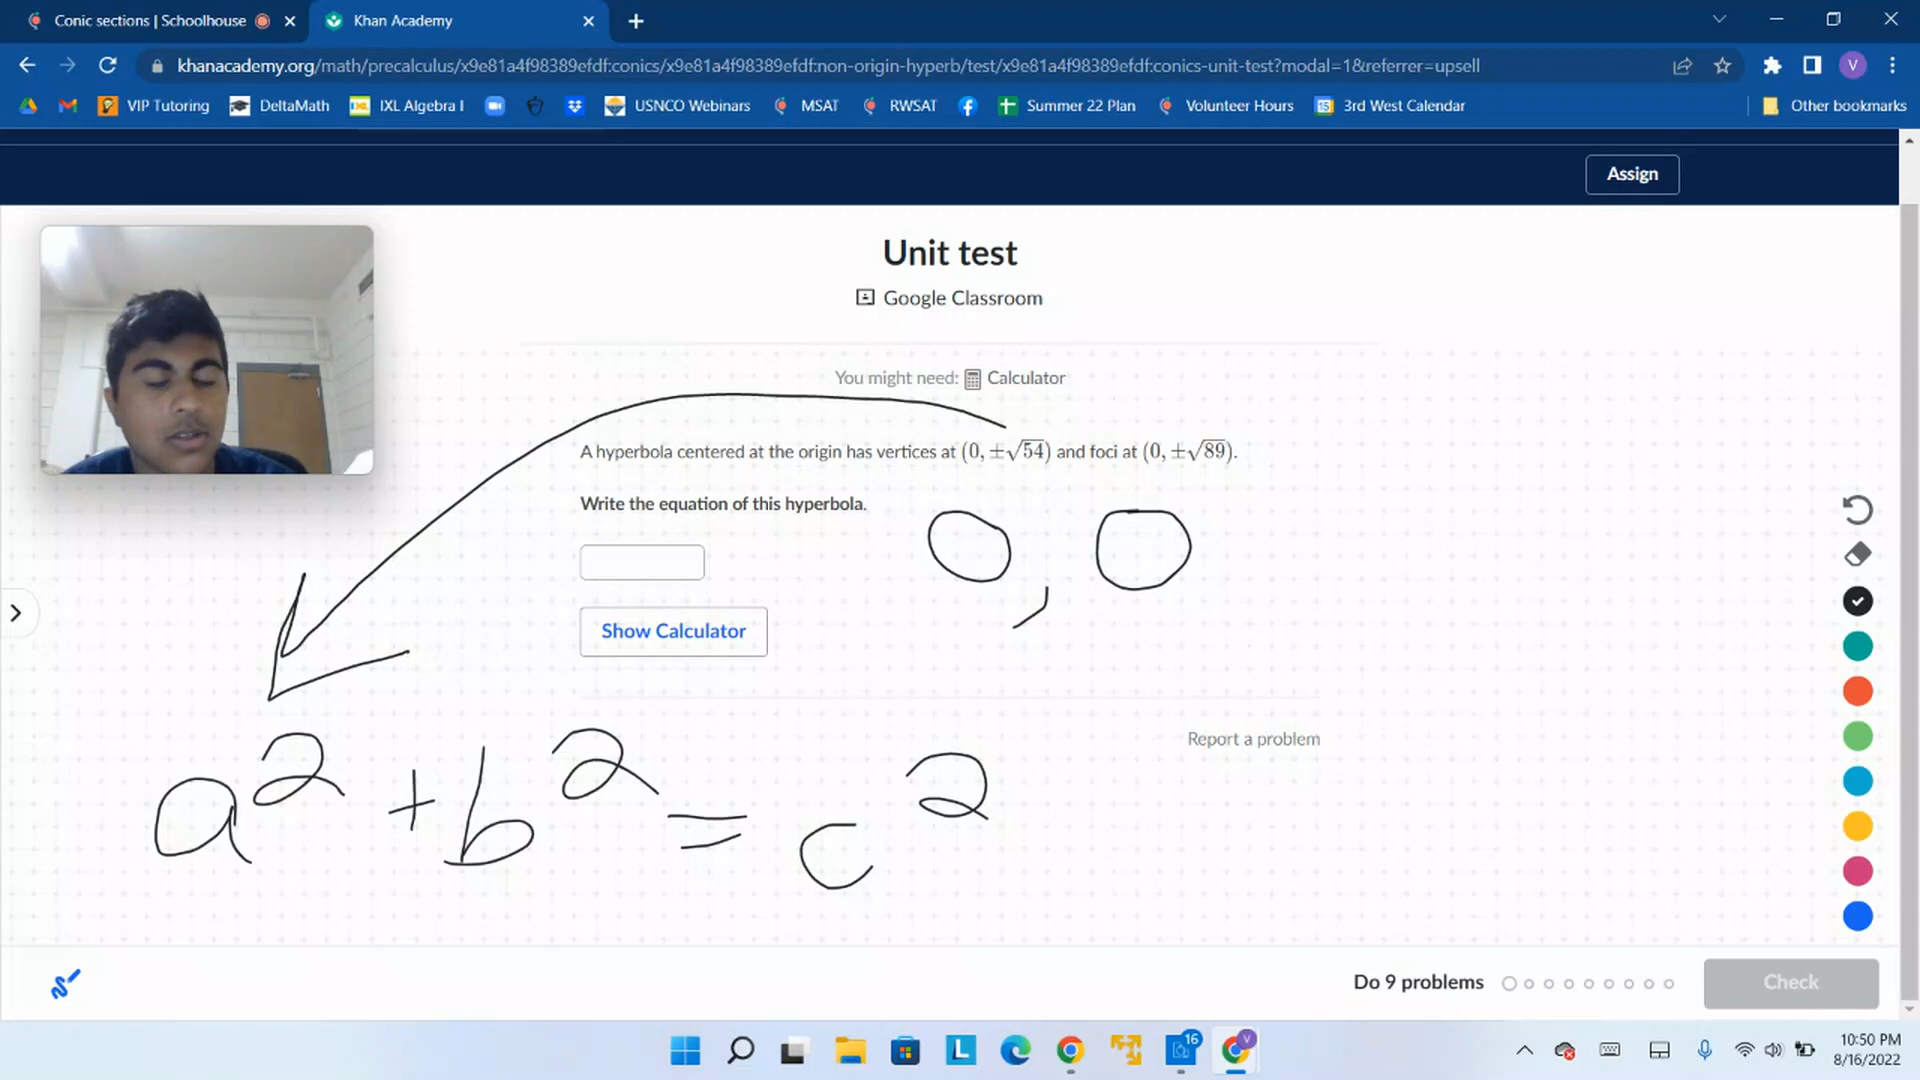 Conic sections | Schoolhouse
Khan Academy
khanacademy.org/math/precalculus/x9e81a4f98389efdf:conics/x9e81a4f98389efdf:non-origin-hyperb/test/x9e81a4f98389efdf:conics-unit-test?modal=1&referrer=upsell
V
VIP Tutoring
DeltaMath
IXL Algebra I
USNCO Webinars
MSAT
RWSAT
Summer 22 Plan
Volunteer Hours
3rd West Calendar
Other bookmarks
Assign
Unit test
Google Classroom
You might need: Calculator
A hyperbola centered at the origin has vertices at (0, ±√54) and foci at (0, ±√89).
Write the equation of this hyperbola.
0, 0
Show Calculator
Report a problem
a² + b² = c²
Do 9 problems
Check
16
V
10:50 PM
8/16/2022